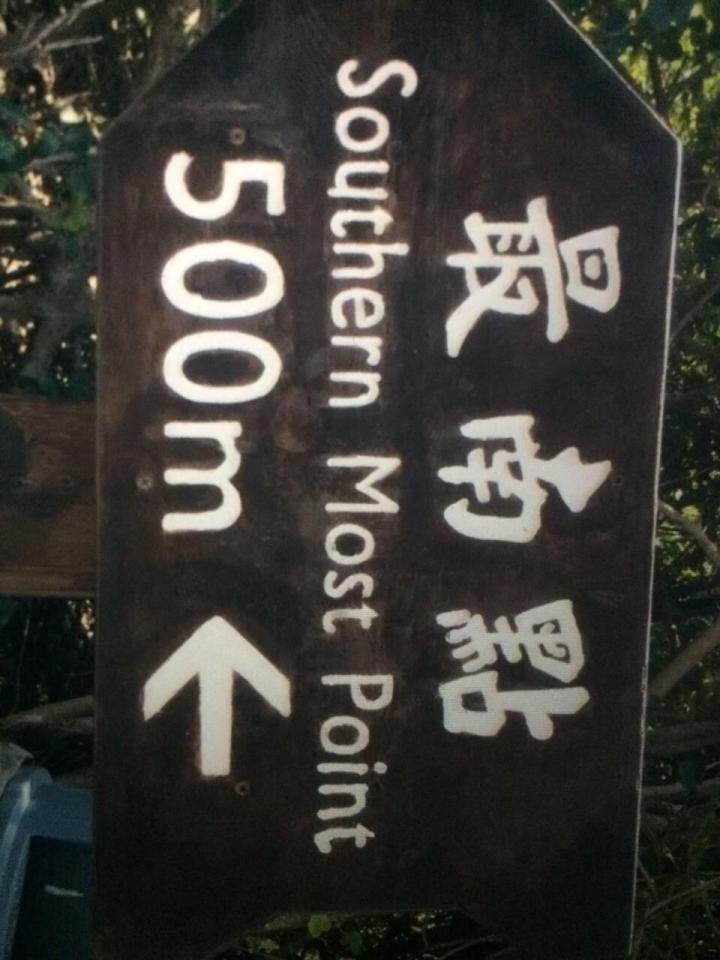 最南點
Southern Most Point
500m ←